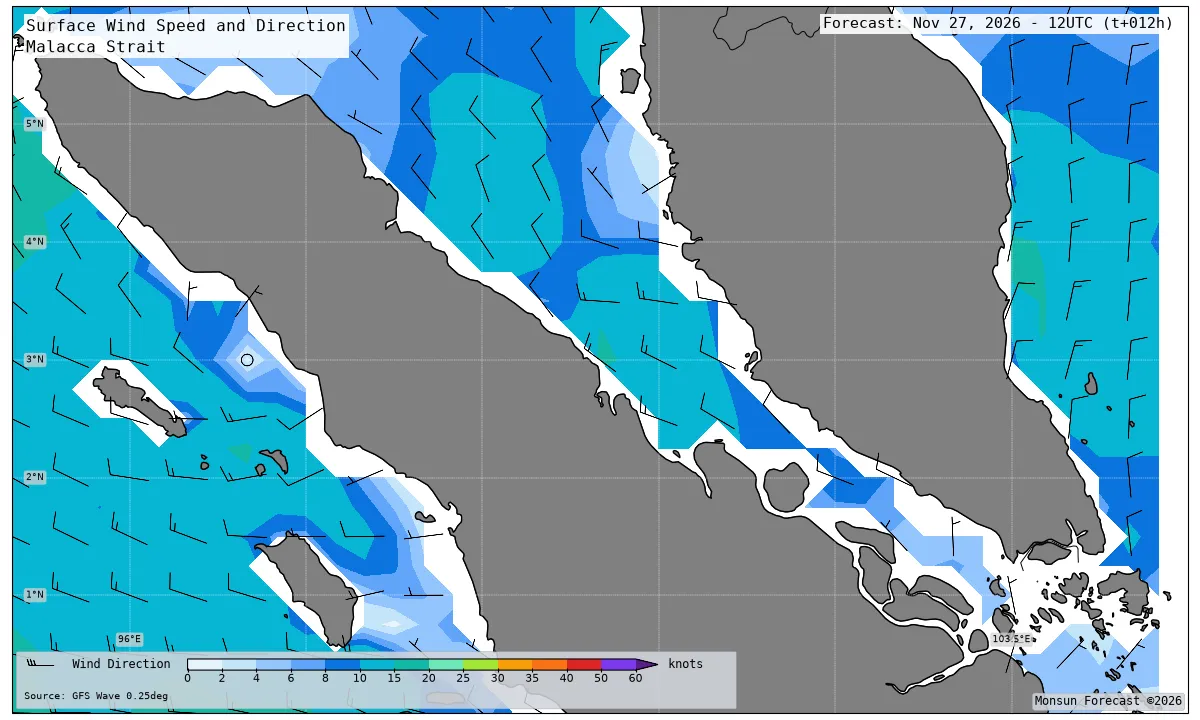 Surface Wind Speed and Direction
Malacca Strait
Forecast: Nov 27, 2026 - 12UTC (t+012h)
5°N
4°N
3°N
2°N
1°N
96°E
103.5°E
Wind Direction
knots
0 2 4 6 8 10 15 20 25 30 35 40 50 60
Source: GFS Wave 0.25deg
Monsun Forecast ©2026